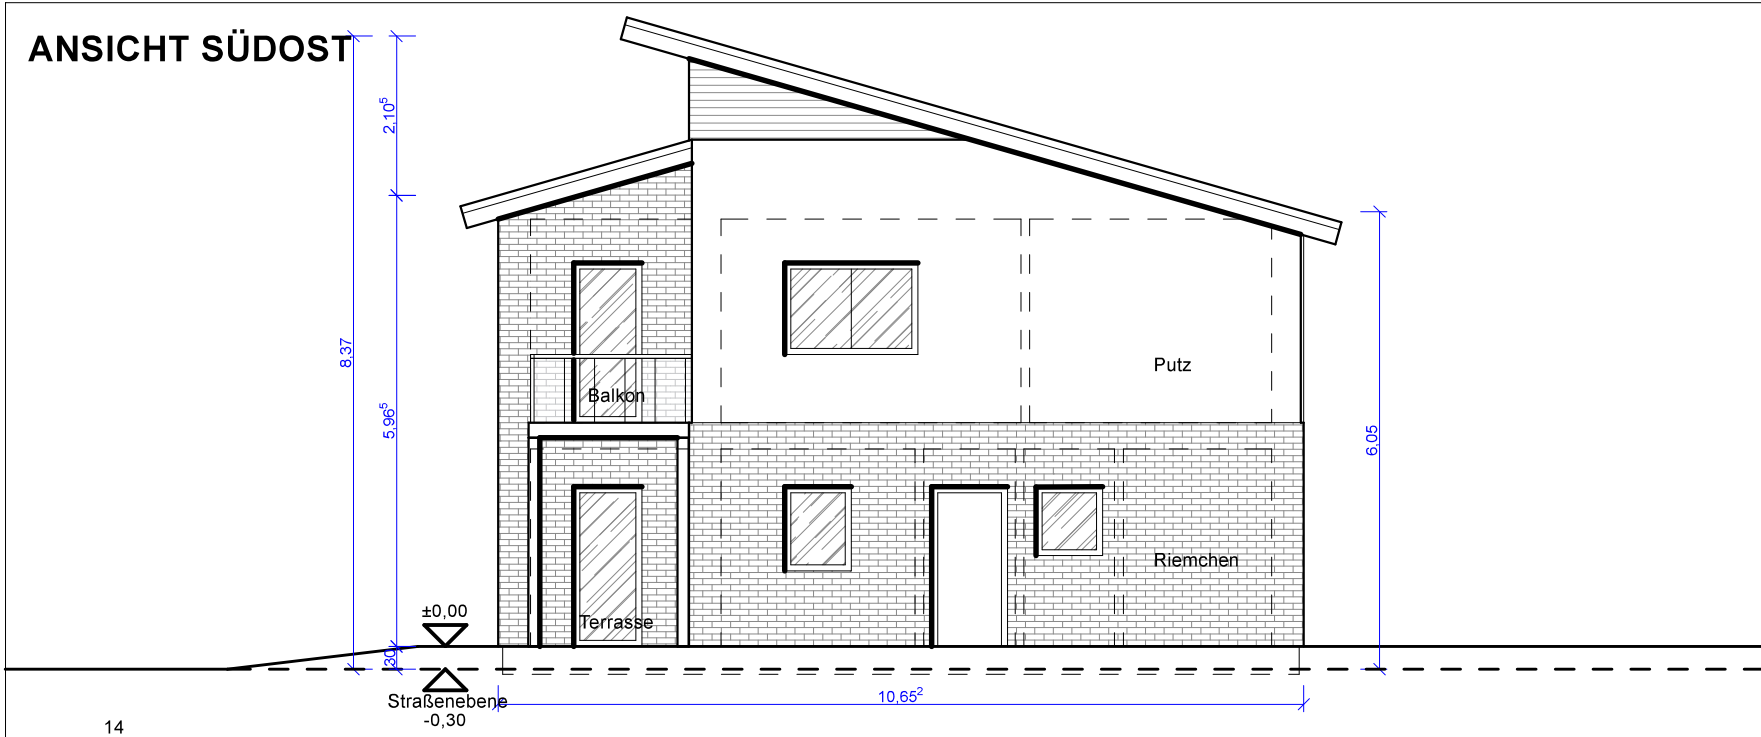 ANSICHT SÜDOST
2,10⁵
8,37
5,96⁵
6,05
Putz
Balkon
Riemchen
Terrasse
±0,00
30
Straßenebene
-0,30
10,65²
14